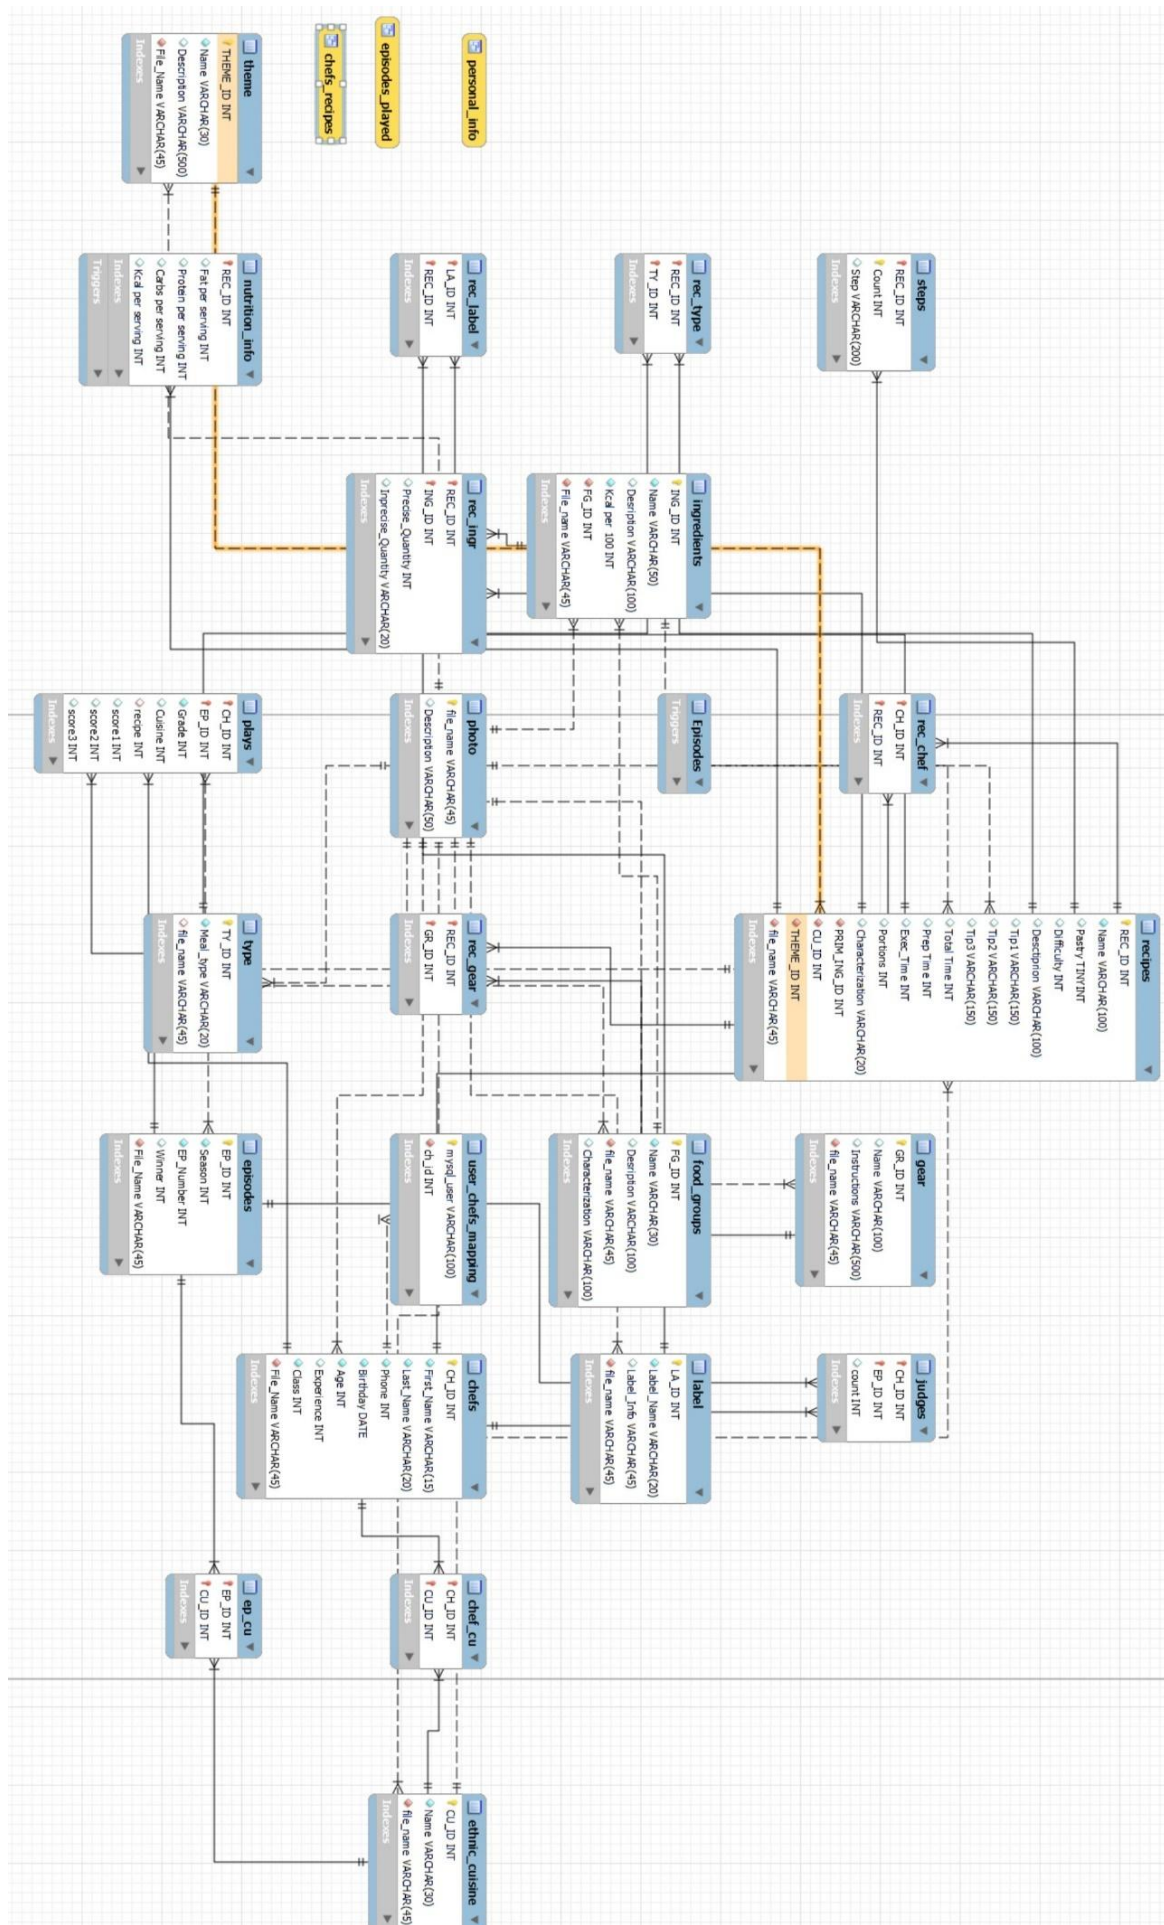 recipes
REC_ID INT
Name VARCHAR(100)
Pastry TINYINT
Difficulty INT
Desctiprion VARCHAR(100)
Tip1 VARCHAR(150)
Tip2 VARCHAR(150)
Tip3 VARCHAR(150)
Total Time INT
Prep Time INT
Exec_Time INT
Portions INT
Characterization VARCHAR(20)
PRIM_ING_ID INT
CU_ID INT
THEME_ID INT
file_name VARCHAR(45)
Indexes
steps
REC_ID INT
Count INT
Step VARCHAR(200)
Indexes
rec_chef
CH_ID INT
REC_ID INT
Indexes
gear
GR_ID INT
Name VARCHAR(100)
Instructions VARCHAR(500)
file_name VARCHAR(45)
Indexes
judges
CH_ID INT
EP_ID INT
count INT
Indexes
rec_type
REC_ID INT
TY_ID INT
Indexes
ingredients
ING_ID INT
Name VARCHAR(50)
Desription VARCHAR(100)
Kcal per 100 INT
FG_ID INT
File_name VARCHAR(45)
Indexes
Episodes
Triggers
food_groups
FG_ID INT
Name VARCHAR(30)
Desription VARCHAR(100)
file_name VARCHAR(45)
Characterization VARCHAR(100)
Indexes
label
LA_ID INT
Label_Name VARCHAR(20)
Label_Info VARCHAR(45)
file_name VARCHAR(45)
Indexes
personal_info
rec_label
LA_ID INT
REC_ID INT
Indexes
rec_ingr
REC_ID INT
ING_ID INT
Precise_Quantity INT
Inprecise_Quantity VARCHAR(20)
Indexes
photo
file_name VARCHAR(45)
Description VARCHAR(50)
Indexes
rec_gear
REC_ID INT
GR_ID INT
Indexes
user_chefs_mapping
mysql_user VARCHAR(100)
ch_id INT
Indexes
chefs
CH_ID INT
First_Name VARCHAR(15)
Last_Name VARCHAR(20)
Phone INT
Birthday DATE
Age INT
Experience INT
Class INT
File_Name VARCHAR(45)
Indexes
chef_cu
CH_ID INT
CU_ID INT
Indexes
ethnic_cuisine
CU_ID INT
Name VARCHAR(30)
file_name VARCHAR(45)
Indexes
episodes_played
chefs_recipes
theme
THEME_ID INT
Name VARCHAR(30)
Description VARCHAR(500)
File_Name VARCHAR(45)
Indexes
nutrition_info
REC_ID INT
Fat per serving INT
Protein per serving INT
Carbs per serving INT
Kcal per serving INT
Indexes
Triggers
plays
CH_ID INT
EP_ID INT
Grade INT
Cuisine INT
recipe INT
score1 INT
score2 INT
score3 INT
Indexes
type
TY_ID INT
Meal_type VARCHAR(20)
file_name VARCHAR(45)
Indexes
episodes
EP_ID INT
Season INT
EP_Number INT
Winner INT
File_Name VARCHAR(45)
Indexes
ep_cu
EP_ID INT
CU_ID INT
Indexes